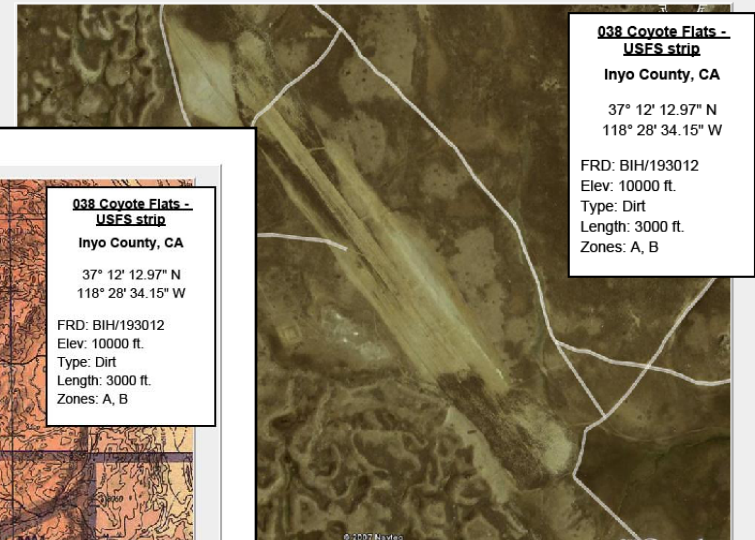 038 Coyote Flats -
USFS strip
Inyo County, CA
37° 12' 12.97" N
118° 28' 34.15" W
FRD: BIH/193012
Elev: 10000 ft.
Type: Dirt
Length: 3000 ft.
Zones: A, B
038 Coyote Flats -
USFS strip
Inyo County, CA
37° 12' 12.97" N
118° 28' 34.15" W
FRD: BIH/193012
Elev: 10000 ft.
Type: Dirt
Length: 3000 ft.
Zones: A, B
© 2007 Navteq